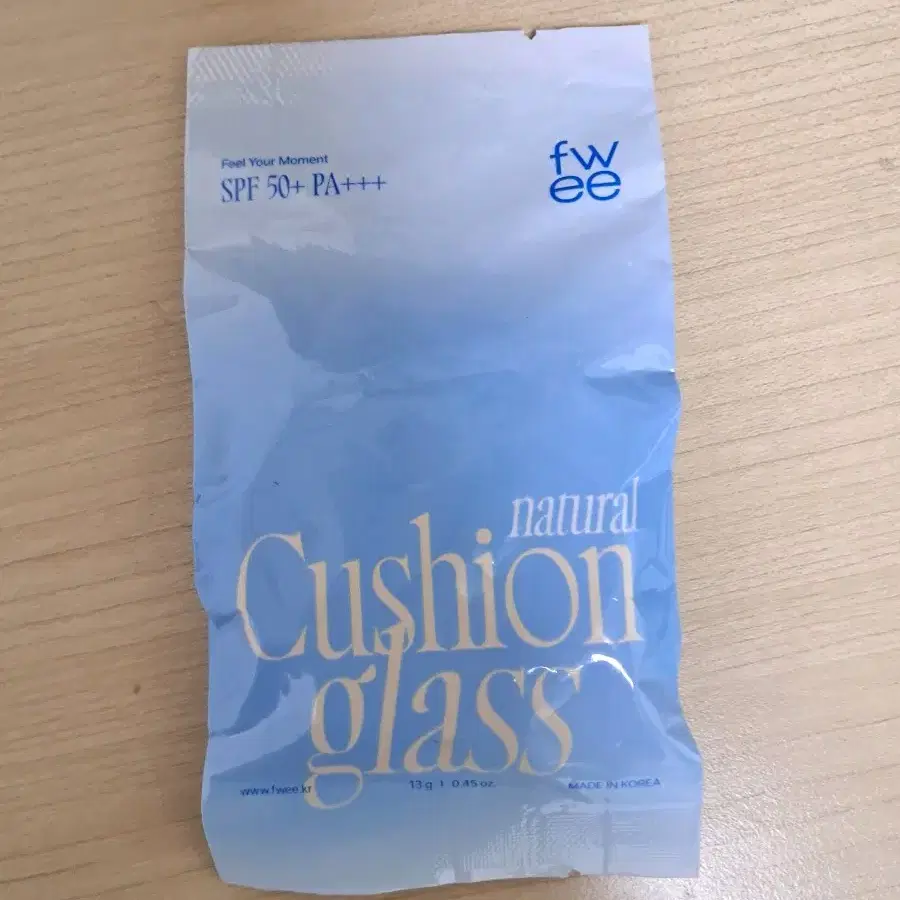 Feel Your Moment
SPF 50+ PA+++
fw
ee
natural
Cushion
glass
www.fwee.kr
13 g | 0.45 oz.
MADE IN KOREA